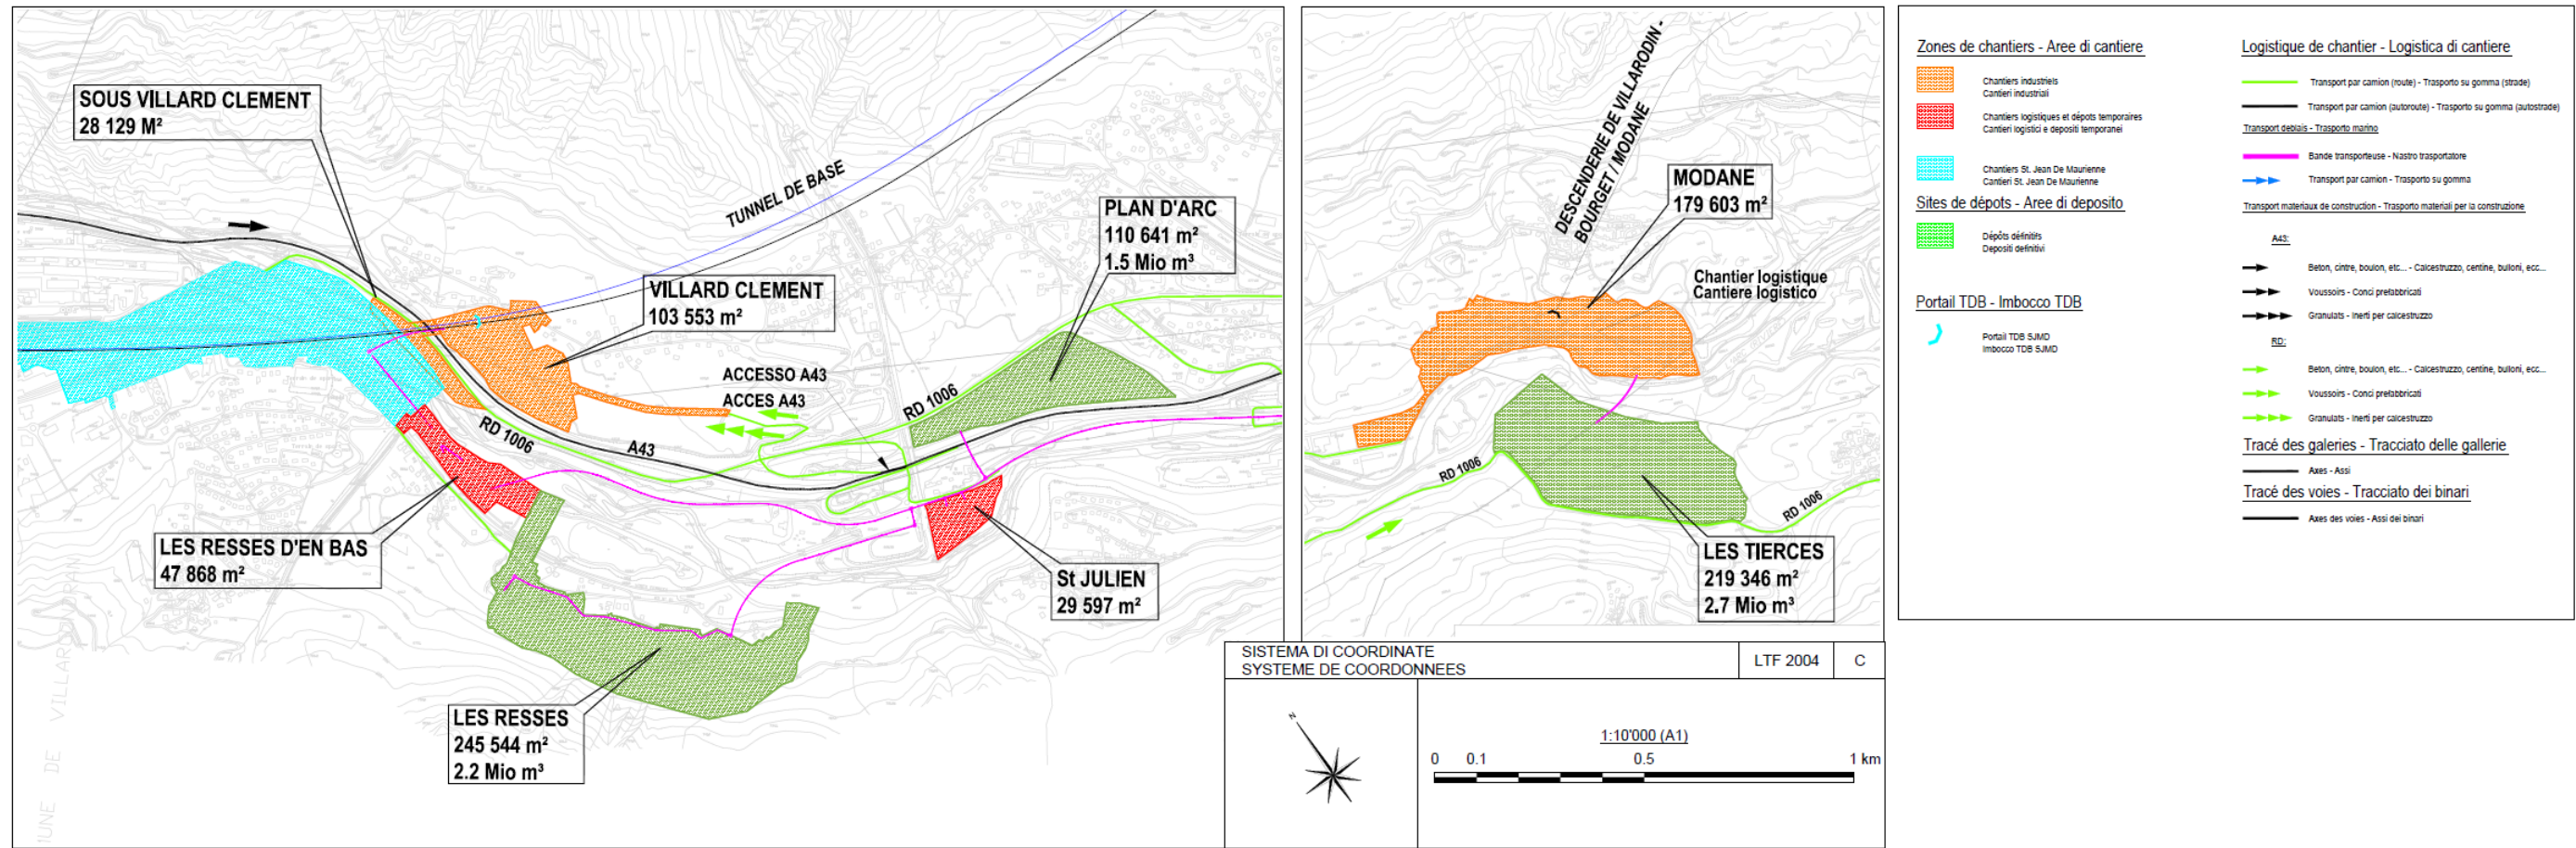 SOUS VILLARD CLEMENT
28 129 M²
TUNNEL DE BASE
PLAN D'ARC
110 641 m²
1.5 Mio m³
VILLARD CLEMENT
103 553 m²
ACCESSO A43
ACCES A43
RD 1006
RD 1006
A43
LES RESSES D'EN BAS
47 868 m²
St JULIEN
29 597 m²
LES RESSES
245 544 m²
2.2 Mio m³
UNE DE VILLARG
DESCENDERIE DE VILLARODIN -
BOURGET / MODANE
MODANE
179 603 m²
Chantier logistique
Cantiere logistico
RD 1006
RD 1006
LES TIERCES
219 346 m²
2.7 Mio m³
SISTEMA DI COORDINATE
SYSTEME DE COORDONNEES
LTF 2004
C
N
1:10'000 (A1)
0 0.1 0.5 1 km
Zones de chantiers - Aree di cantiere
Chantiers industriels
Cantieri industriali
Chantiers logistiques et dépots temporaires
Cantieri logistici e depositi temporanei
Chantiers St. Jean De Maurienne
Cantieri St. Jean De Maurienne
Sites de dépots - Aree di deposito
Dépôts définitifs
Depositi definitivi
Portail TDB - Imbocco TDB
Portail TDB SJMD
Imbocco TDB SJMD
Logistique de chantier - Logistica di cantiere
Transport par camion (route) - Trasporto su gomma (strade)
Transport par camion (autoroute) - Trasporto su gomma (autostrade)
Transport deblais - Trasporto marino
Bande transporteuse - Nastro trasportatore
Transport par camion - Trasporto su gomma
Transport materiaux de construction - Trasporto materiali per la construzione
A43:
Beton, cintre, boulon, etc... - Calcestruzzo, centine, bulloni, ecc...
Voussoirs - Conci prefabbricati
Granulats - Inerti per calcestruzzo
RD:
Beton, cintre, boulon, etc... - Calcestruzzo, centine, bulloni, ecc...
Voussoirs - Conci prefabbricati
Granulats - Inerti per calcestruzzo
Tracé des galeries - Tracciato delle gallerie
Axes - Assi
Tracé des voies - Tracciato dei binari
Axes des voies - Assi dei binari